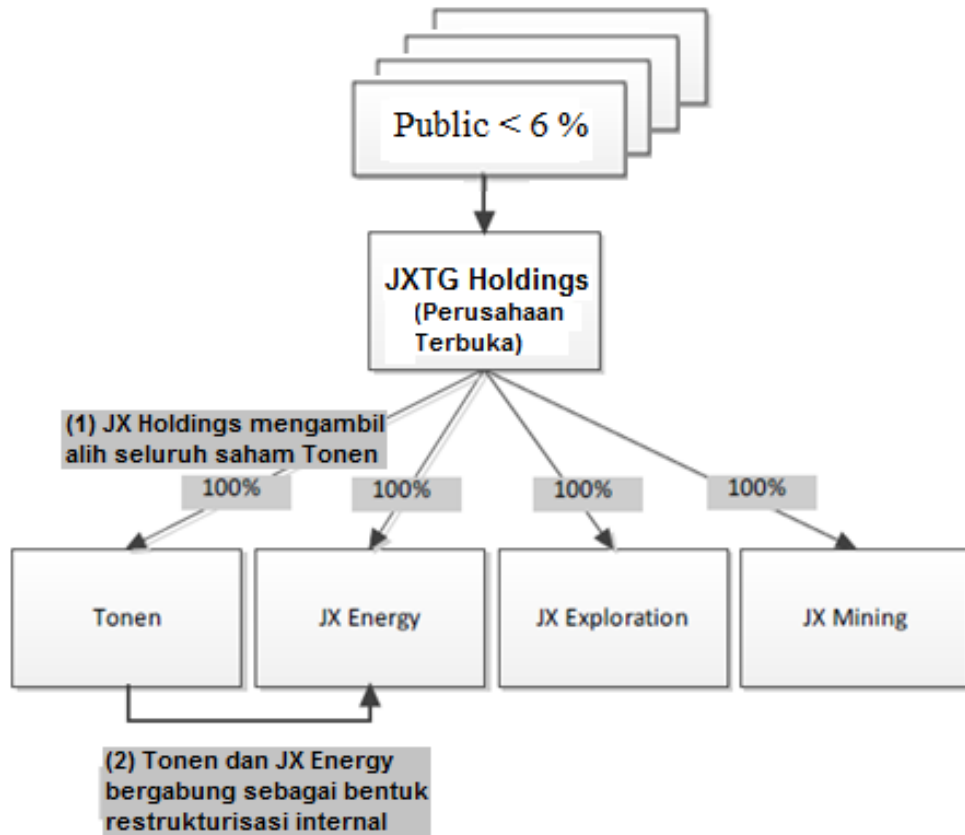 Public < 6 %
JXTG Holdings
(Perusahaan
Terbuka)
(1) JX Holdings mengambil
alih seluruh saham Tonen
100%
100%
100%
100%
Tonen
JX Energy
JX Exploration
JX Mining
(2) Tonen dan JX Energy
bergabung sebagai bentuk
restrukturisasi internal